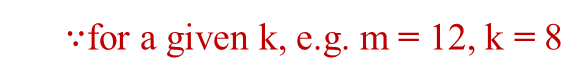 ∵for a given k, e.g. m = 12, k = 8